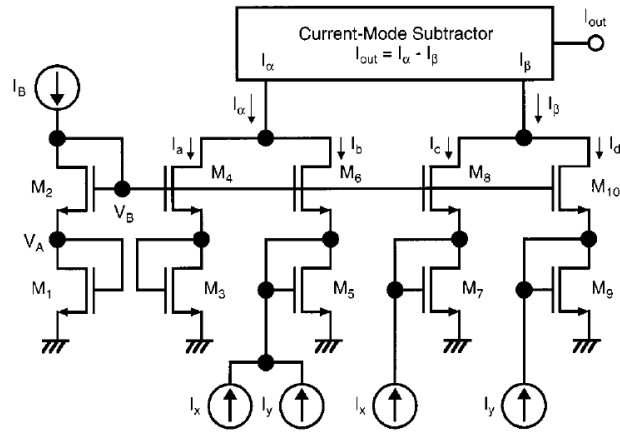 Current-Mode Subtractor
I_out = I_α - I_β
I_out
I_α
I_β
I_B
I_α
I_β
I_a
I_b
I_c
I_d
M_2
M_4
M_6
M_8
M_10
V_B
V_A
M_1
M_3
M_5
M_7
M_9
I_x
I_y
I_x
I_y